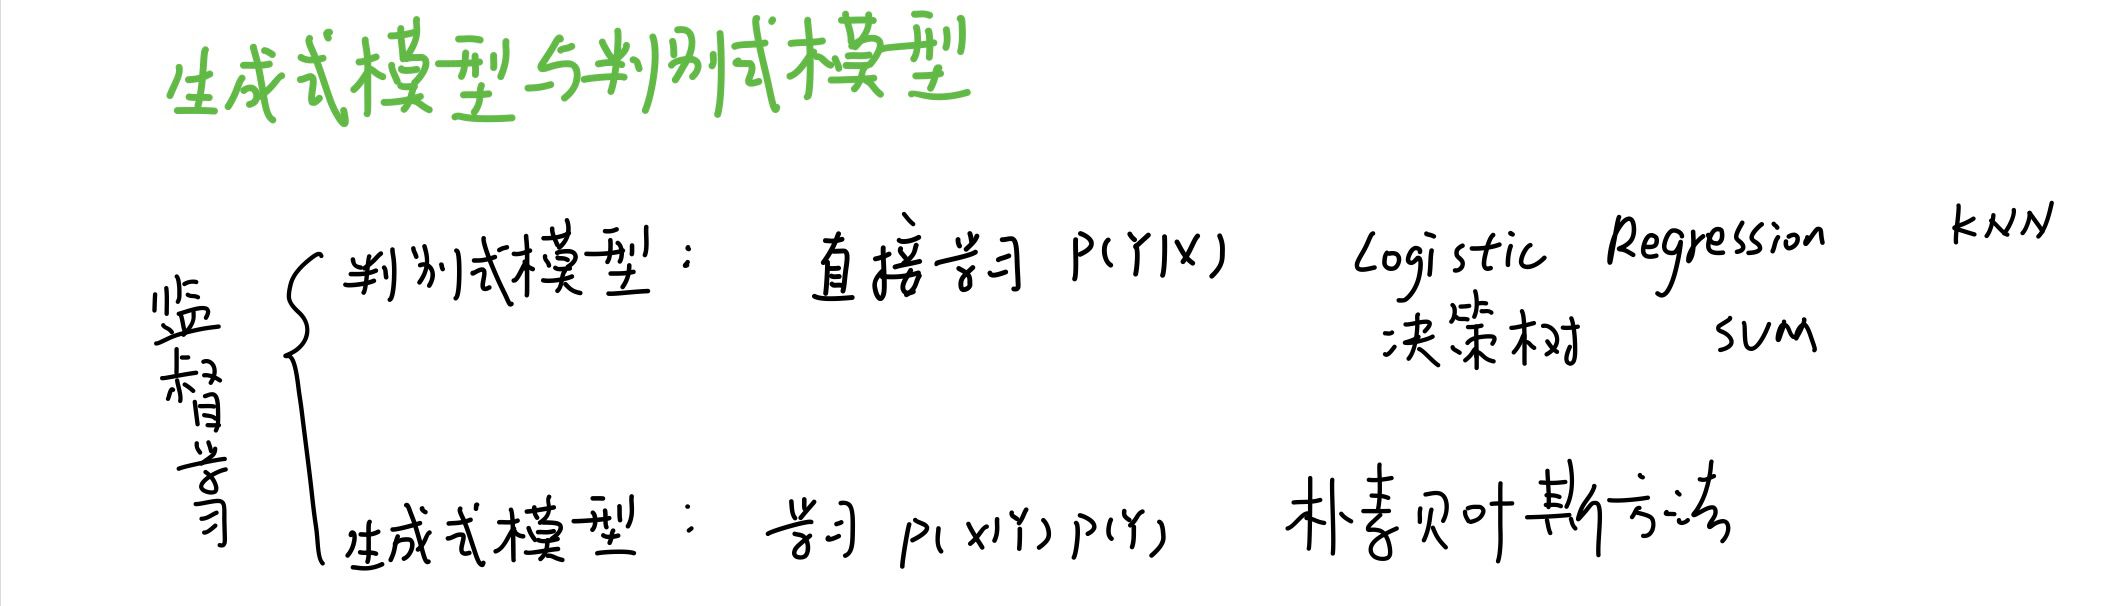 生成式模型与判别式模型
监督学习
判别式模型： 直接学习 P(Y|X) Logistic Regression KNN
决策树 SVM
生成式模型： 学习 P(X|Y)P(Y) 朴素贝叶斯方法